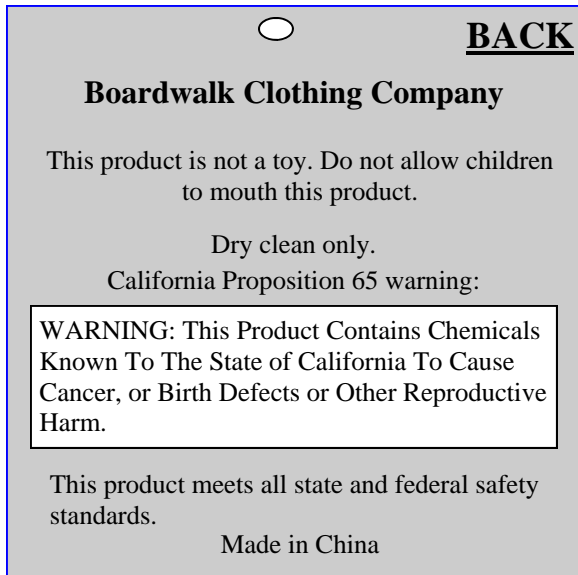 BACK
Boardwalk Clothing Company
This product is not a toy. Do not allow children
to mouth this product.
Dry clean only.
California Proposition 65 warning:
WARNING: This Product Contains Chemicals
Known To The State of California To Cause
Cancer, or Birth Defects or Other Reproductive
Harm.
This product meets all state and federal safety
standards.
Made in China